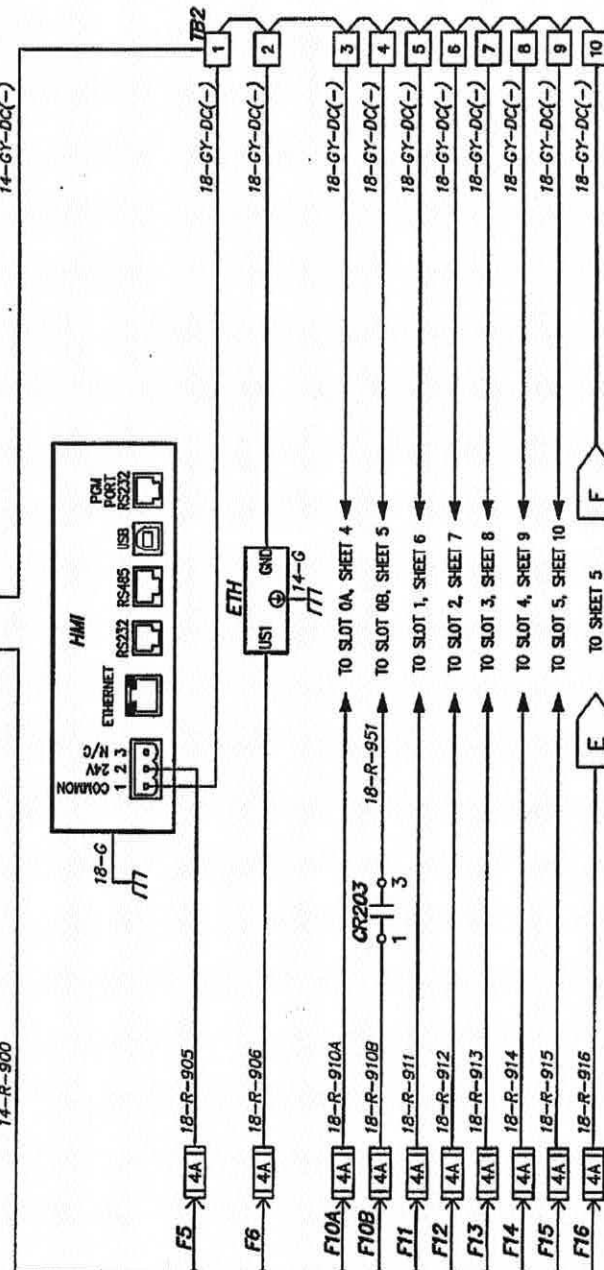 14-R-900
14-GY-DC(-)
TB2
HMI
COMMON 24V N/C
1 2 3
ETHERNET
RS232
RS485
USB
PGM PORT RS232
18-G
F5 4A 18-R-905 18-GY-DC(-) 1
ETH
US1 GND
14-G
F6 4A 18-R-906 18-GY-DC(-) 2
F10A 4A 18-R-910A TO SLOT 0A, SHEET 4 18-GY-DC(-) 3
CR203
1 3
18-R-951
F10B 4A 18-R-910B TO SLOT 0B, SHEET 5 18-GY-DC(-) 4
F11 4A 18-R-911 TO SLOT 1, SHEET 6 18-GY-DC(-) 5
F12 4A 18-R-912 TO SLOT 2, SHEET 7 18-GY-DC(-) 6
F13 4A 18-R-913 TO SLOT 3, SHEET 8 18-GY-DC(-) 7
F14 4A 18-R-914 TO SLOT 4, SHEET 9 18-GY-DC(-) 8
F15 4A 18-R-915 TO SLOT 5, SHEET 10 18-GY-DC(-) 9
F16 4A 18-R-916 E TO SHEET 5 F 18-GY-DC(-) 10